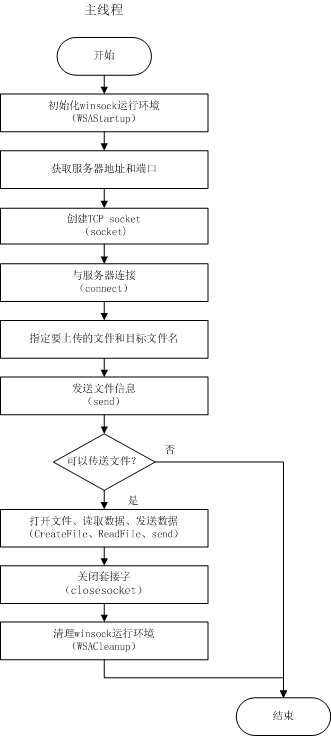 主线程
开始
初始化winsock运行环境
(WSAStartup)
获取服务器地址和端口
创建TCP socket
(socket)
与服务器连接
(connect)
指定要上传的文件和目标文件名
发送文件信息
(send)
可以传送文件?
否
是
打开文件、读取数据、发送数据
(CreateFile、ReadFile、send)
关闭套接字
(closesocket)
清理winsock运行环境
(WSACleanup)
结束